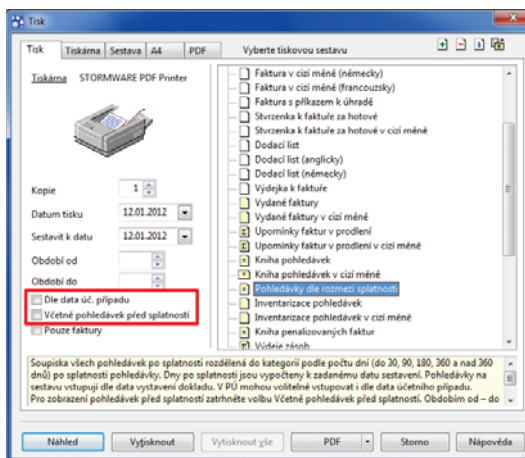 Tisk
Tisk Tiskárna Sestava A4 PDF Vyberte tiskovou sestavu
Tiskárna STORMWARE PDF Printer
Kopie 1
Datum tisku 12.01.2012
Sestavit k datu 12.01.2012
Období od
Období do
Dle data úč. případu
Včetně pohledávek před splatností
Pouze faktury
Faktura v cizí měně (německy)
Faktura v cizí měně (francouzsky)
Faktura s příkazem k úhradě
Stvrzenka k faktuře za hotové
Stvrzenka k faktuře za hotové v cizí měně
Dodací list
Dodací list (anglicky)
Dodací list (německy)
Výdejka k faktuře
Vydané faktury
Vydané faktury v cizí měně
Upomínky faktur v prodlení
Upomínky faktur v prodlení v cizí měně
Kniha pohledávek
Kniha pohledávek v cizí měně
Pohledávky dle rozmezí splatnosti
Inventarizace pohledávek
Inventarizace pohledávek v cizí měně
Kniha penalizovaných faktur
Výdeje zásob
Soupiska všech pohledávek po splatnosti rozdělená do kategorií podle počtu dní (do 30, 90, 180, 360 a nad 360
dnů) po splatnosti pohledávky. Dny po splatnosti jsou vypočteny k zadanému datu sestavení. Pohledávky na
sestavu vstupují dle data vystavení dokladu. V PÚ mohou volitelně vstupovat i dle data účetního případu.
Pro zobrazení pohledávek před splatností zatrhněte volbu Včetně pohledávek před splatností. Obdobím od – do
Náhled Vytisknout Vytisknout vše PDF Storno Nápověda